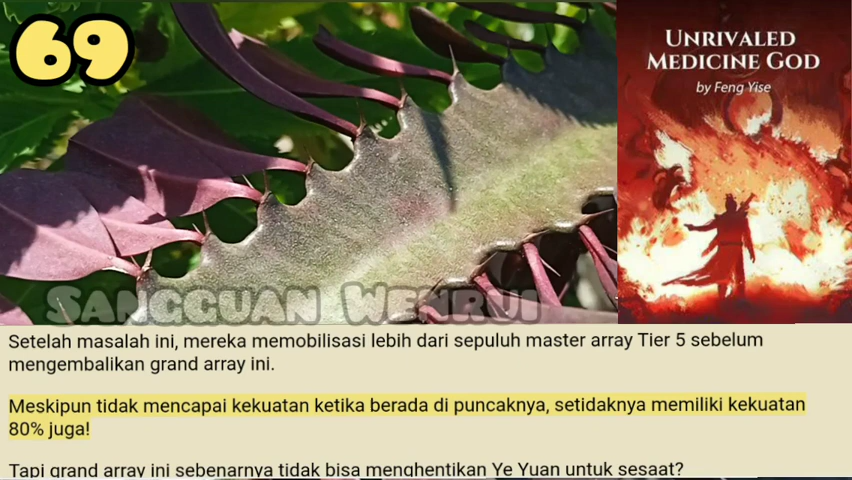 69
UNRIVALED
MEDICINE GOD
by Feng Yise
SANGGUAN WENRUI
Setelah masalah ini, mereka memobilisasi lebih dari sepuluh master array Tier 5 sebelum
mengembalikan grand array ini.
Meskipun tidak mencapai kekuatan ketika berada di puncaknya, setidaknya memiliki kekuatan
80% juga!
Tapi grand array ini sebenarnya tidak bisa menghentikan Ye Yuan untuk sesaat?